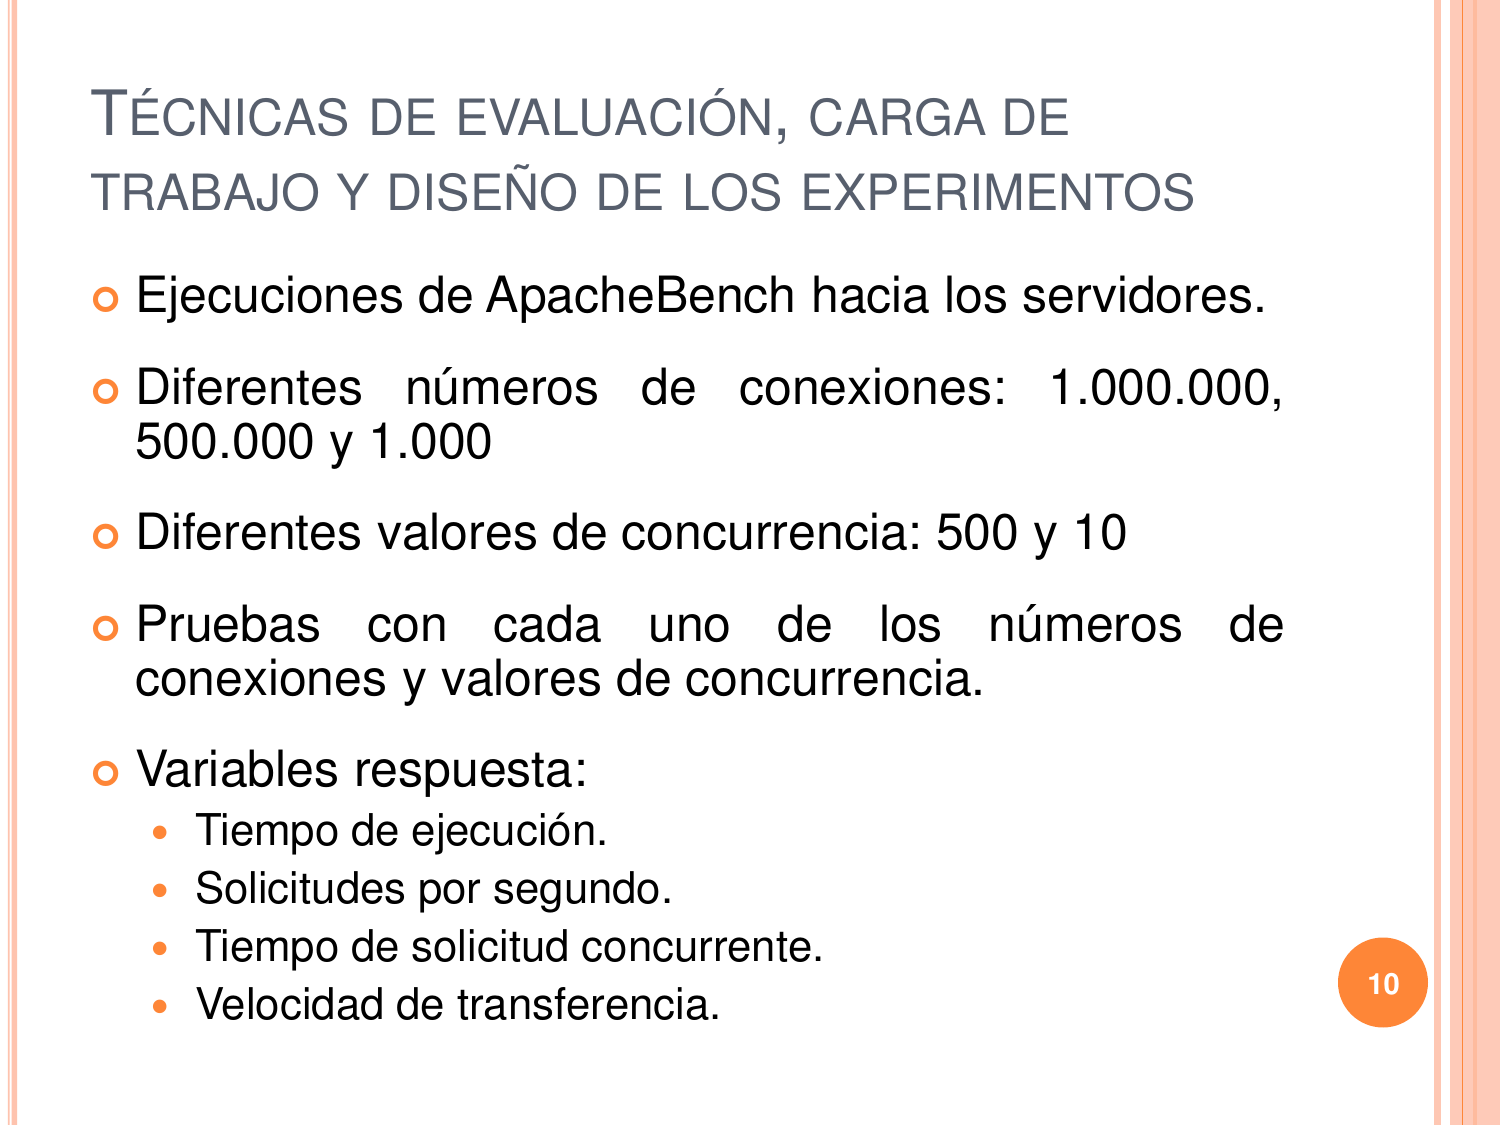 TÉCNICAS DE EVALUACIÓN, CARGA DE
TRABAJO Y DISEÑO DE LOS EXPERIMENTOS
Ejecuciones de ApacheBench hacia los servidores.
Diferentes números de conexiones: 1.000.000,
500.000 y 1.000
Diferentes valores de concurrencia: 500 y 10
Pruebas con cada uno de los números de
conexiones y valores de concurrencia.
Variables respuesta:
Tiempo de ejecución.
Solicitudes por segundo.
Tiempo de solicitud concurrente.
Velocidad de transferencia.
10